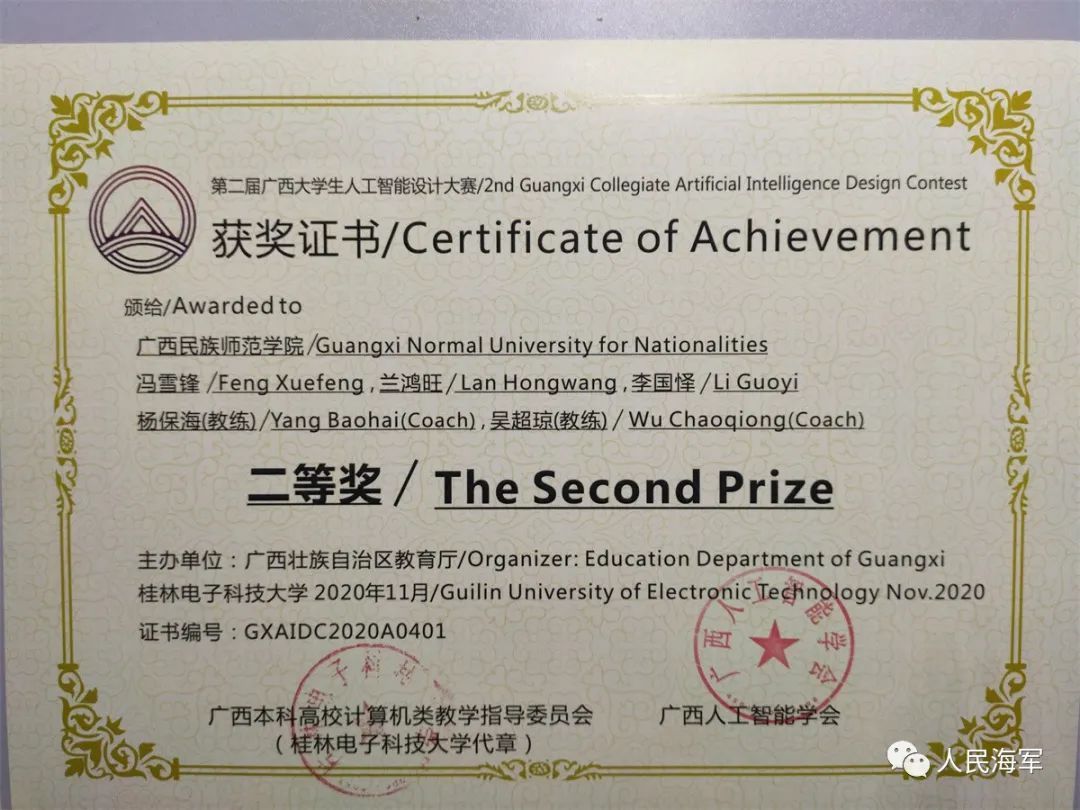 第二届广西大学生人工智能设计大赛/2nd Guangxi Collegiate Artificial Intelligence Design Contest
获奖证书/Certificate of Achievement
颁给/Awarded to
广西民族师范学院/Guangxi Normal University for Nationalities
冯雪锋/Feng Xuefeng,兰鸿旺/Lan Hongwang,李国怿/Li Guoyi
杨保海(教练)/Yang Baohai(Coach),吴超琼(教练)/Wu Chaoqiong(Coach)
二等奖/The Second Prize
主办单位:广西壮族自治区教育厅/Organizer: Education Department of Guangxi
桂林电子科技大学 2020年11月/Guilin University of Electronic Technology Nov.2020
证书编号:GXAIDC2020A0401
广西人工智能学会
广西本科高校计算机类教学指导委员会
(桂林电子科技大学代章)
广西人工智能学会
人民海军